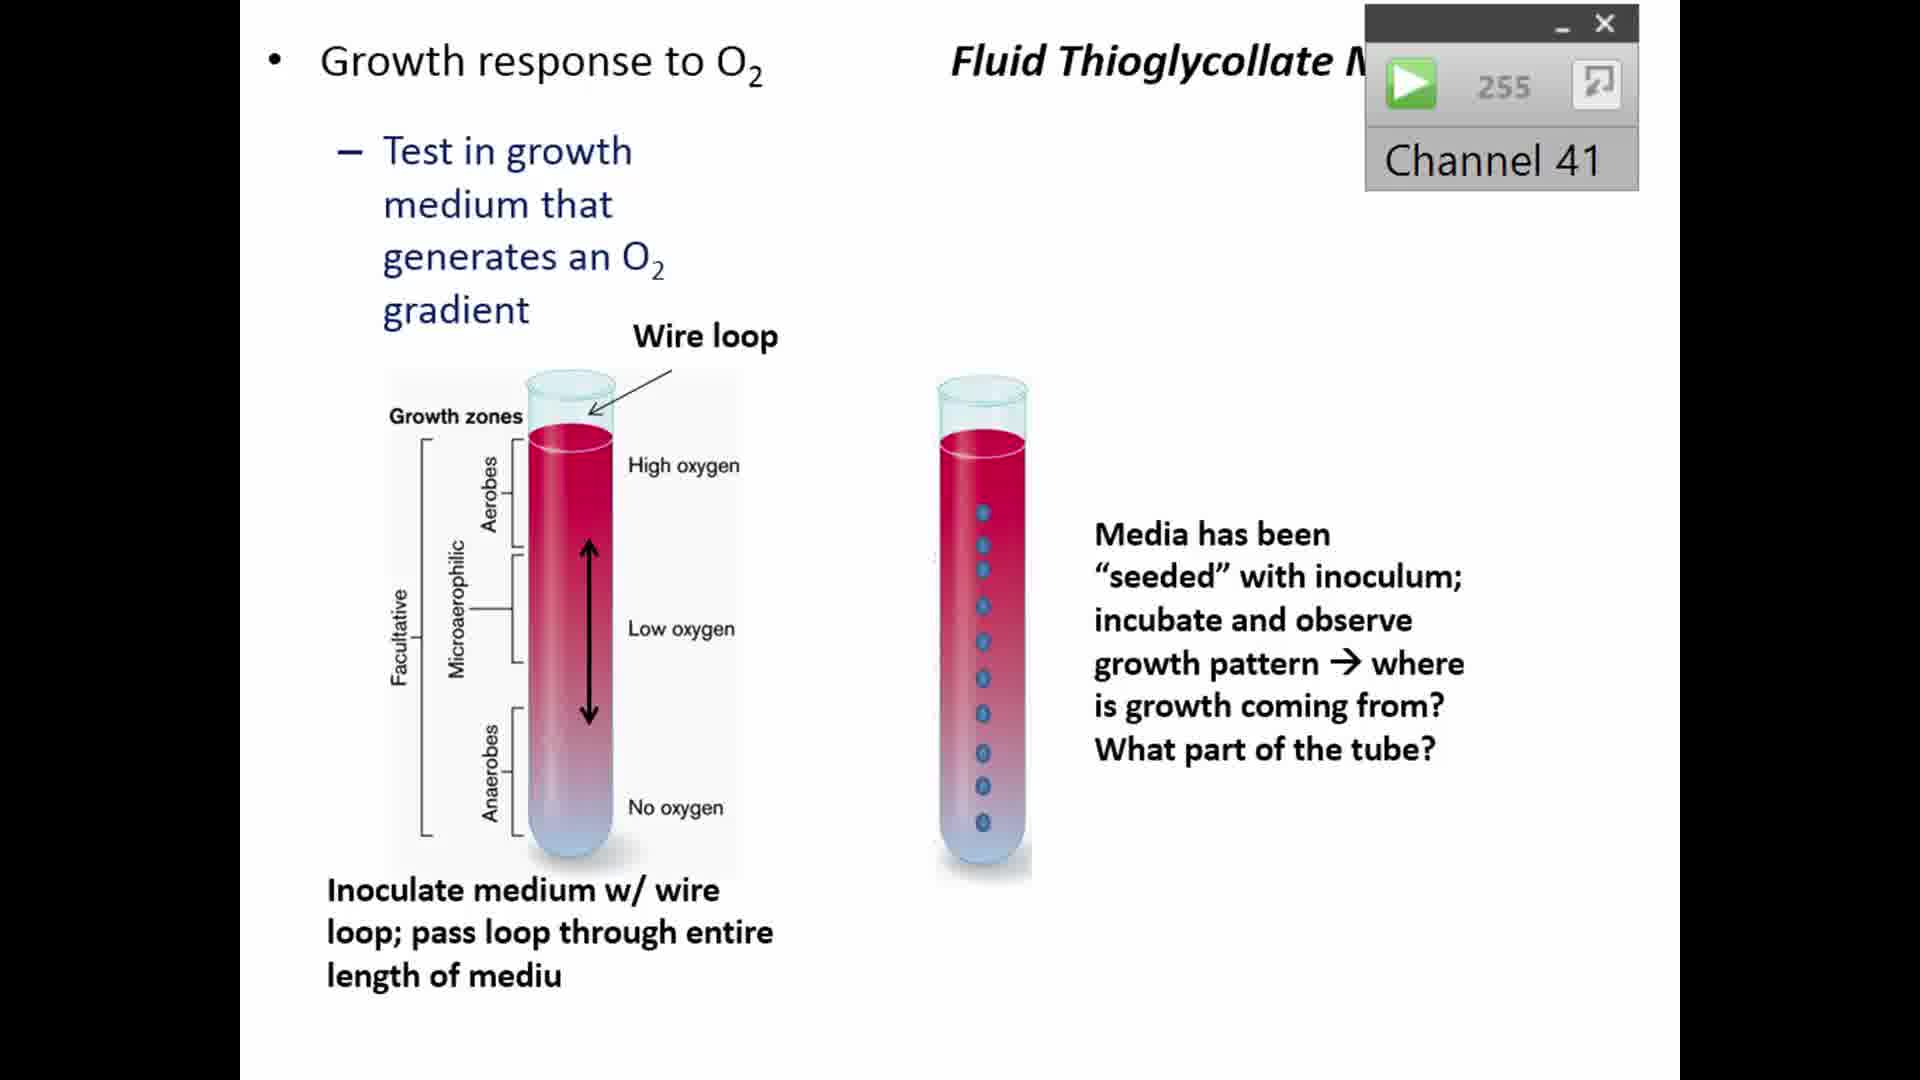 • Growth response to O2
– Test in growth
medium that
generates an O2
gradient
Fluid Thioglycollate
255
Channel 41
Wire loop
Growth zones
Aerobes
Microaerophilic
Facultative
Anaerobes
High oxygen
Low oxygen
No oxygen
Inoculate medium w/ wire
loop; pass loop through entire
length of mediu
Media has been
“seeded” with inoculum;
incubate and observe
growth pattern → where
is growth coming from?
What part of the tube?